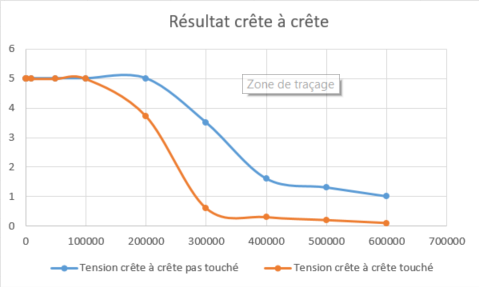 Résultat crête à crête
6
5
Zone de traçage
4
3
2
1
0
0 100000 200000 300000 400000 500000 600000 700000
Tension crête à crête pas touché Tension crête à crête touché